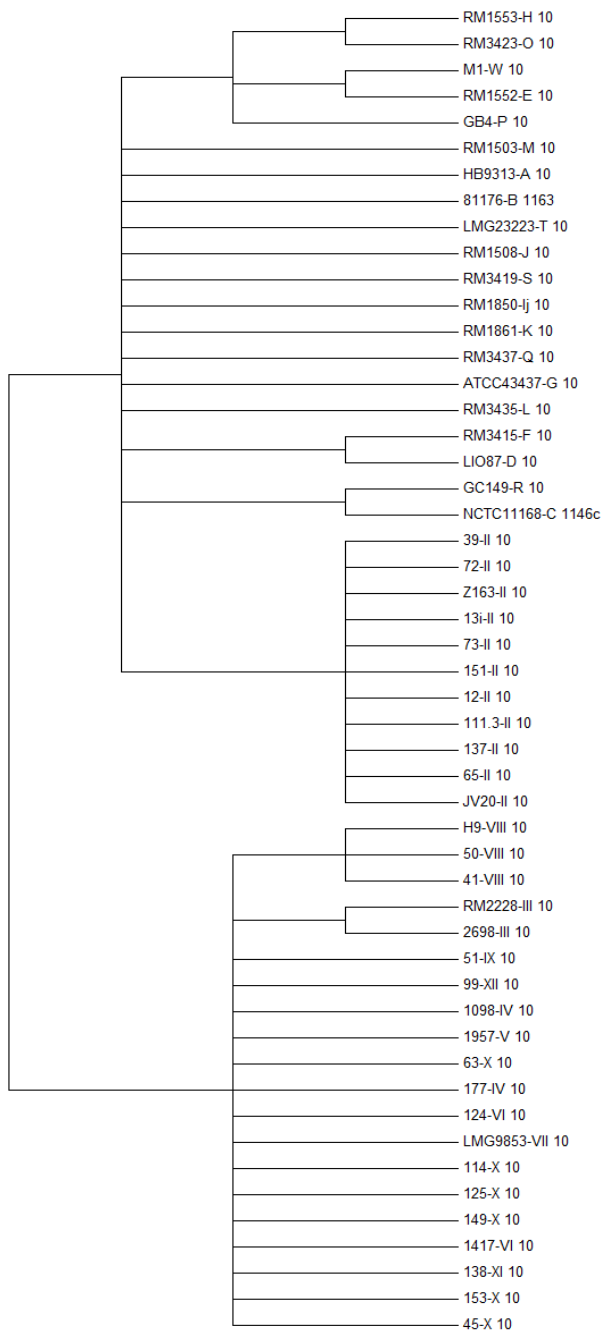 RM1553-H 10
RM3423-O 10
M1-W 10
RM1552-E 10
GB4-P 10
RM1503-M 10
HB9313-A 10
81176-B 1163
LMG23223-T 10
RM1508-J 10
RM3419-S 10
RM1850-Ij 10
RM1861-K 10
RM3437-Q 10
ATCC43437-G 10
RM3435-L 10
RM3415-F 10
LIO87-D 10
GC149-R 10
NCTC11168-C 1146c
39-II 10
72-II 10
Z163-II 10
13i-II 10
73-II 10
151-II 10
12-II 10
111.3-II 10
137-II 10
65-II 10
JV20-II 10
H9-VIII 10
50-VIII 10
41-VIII 10
RM2228-III 10
2698-III 10
51-IX 10
99-XII 10
1098-IV 10
1957-V 10
63-X 10
177-IV 10
124-VI 10
LMG9853-VII 10
114-X 10
125-X 10
149-X 10
1417-VI 10
138-XI 10
153-X 10
45-X 10